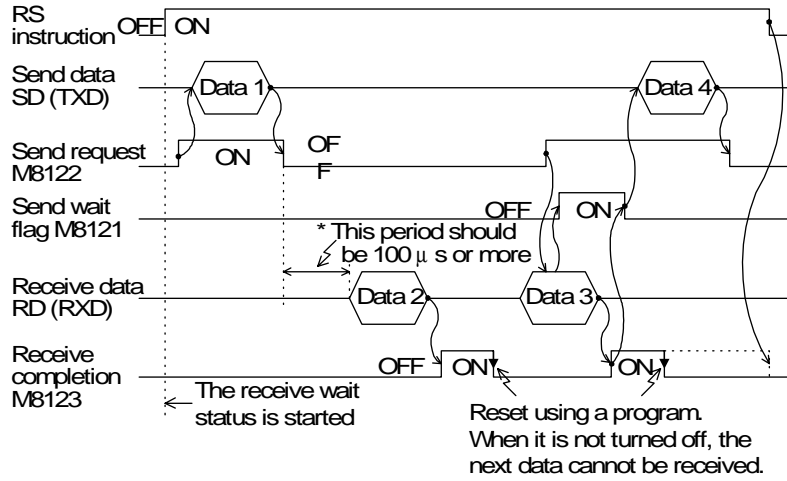 RS
instruction
OFF ON
Send data
SD (TXD)
Data 1
Data 4
Send request
M8122
ON
OF
F
Send wait
flag M8121
OFF
ON
* This period should
be 100 μ s or more
Receive data
RD (RXD)
Data 2
Data 3
Receive
completion
M8123
OFF
ON
ON
The receive wait
status is started
Reset using a program.
When it is not turned off, the
next data cannot be received.